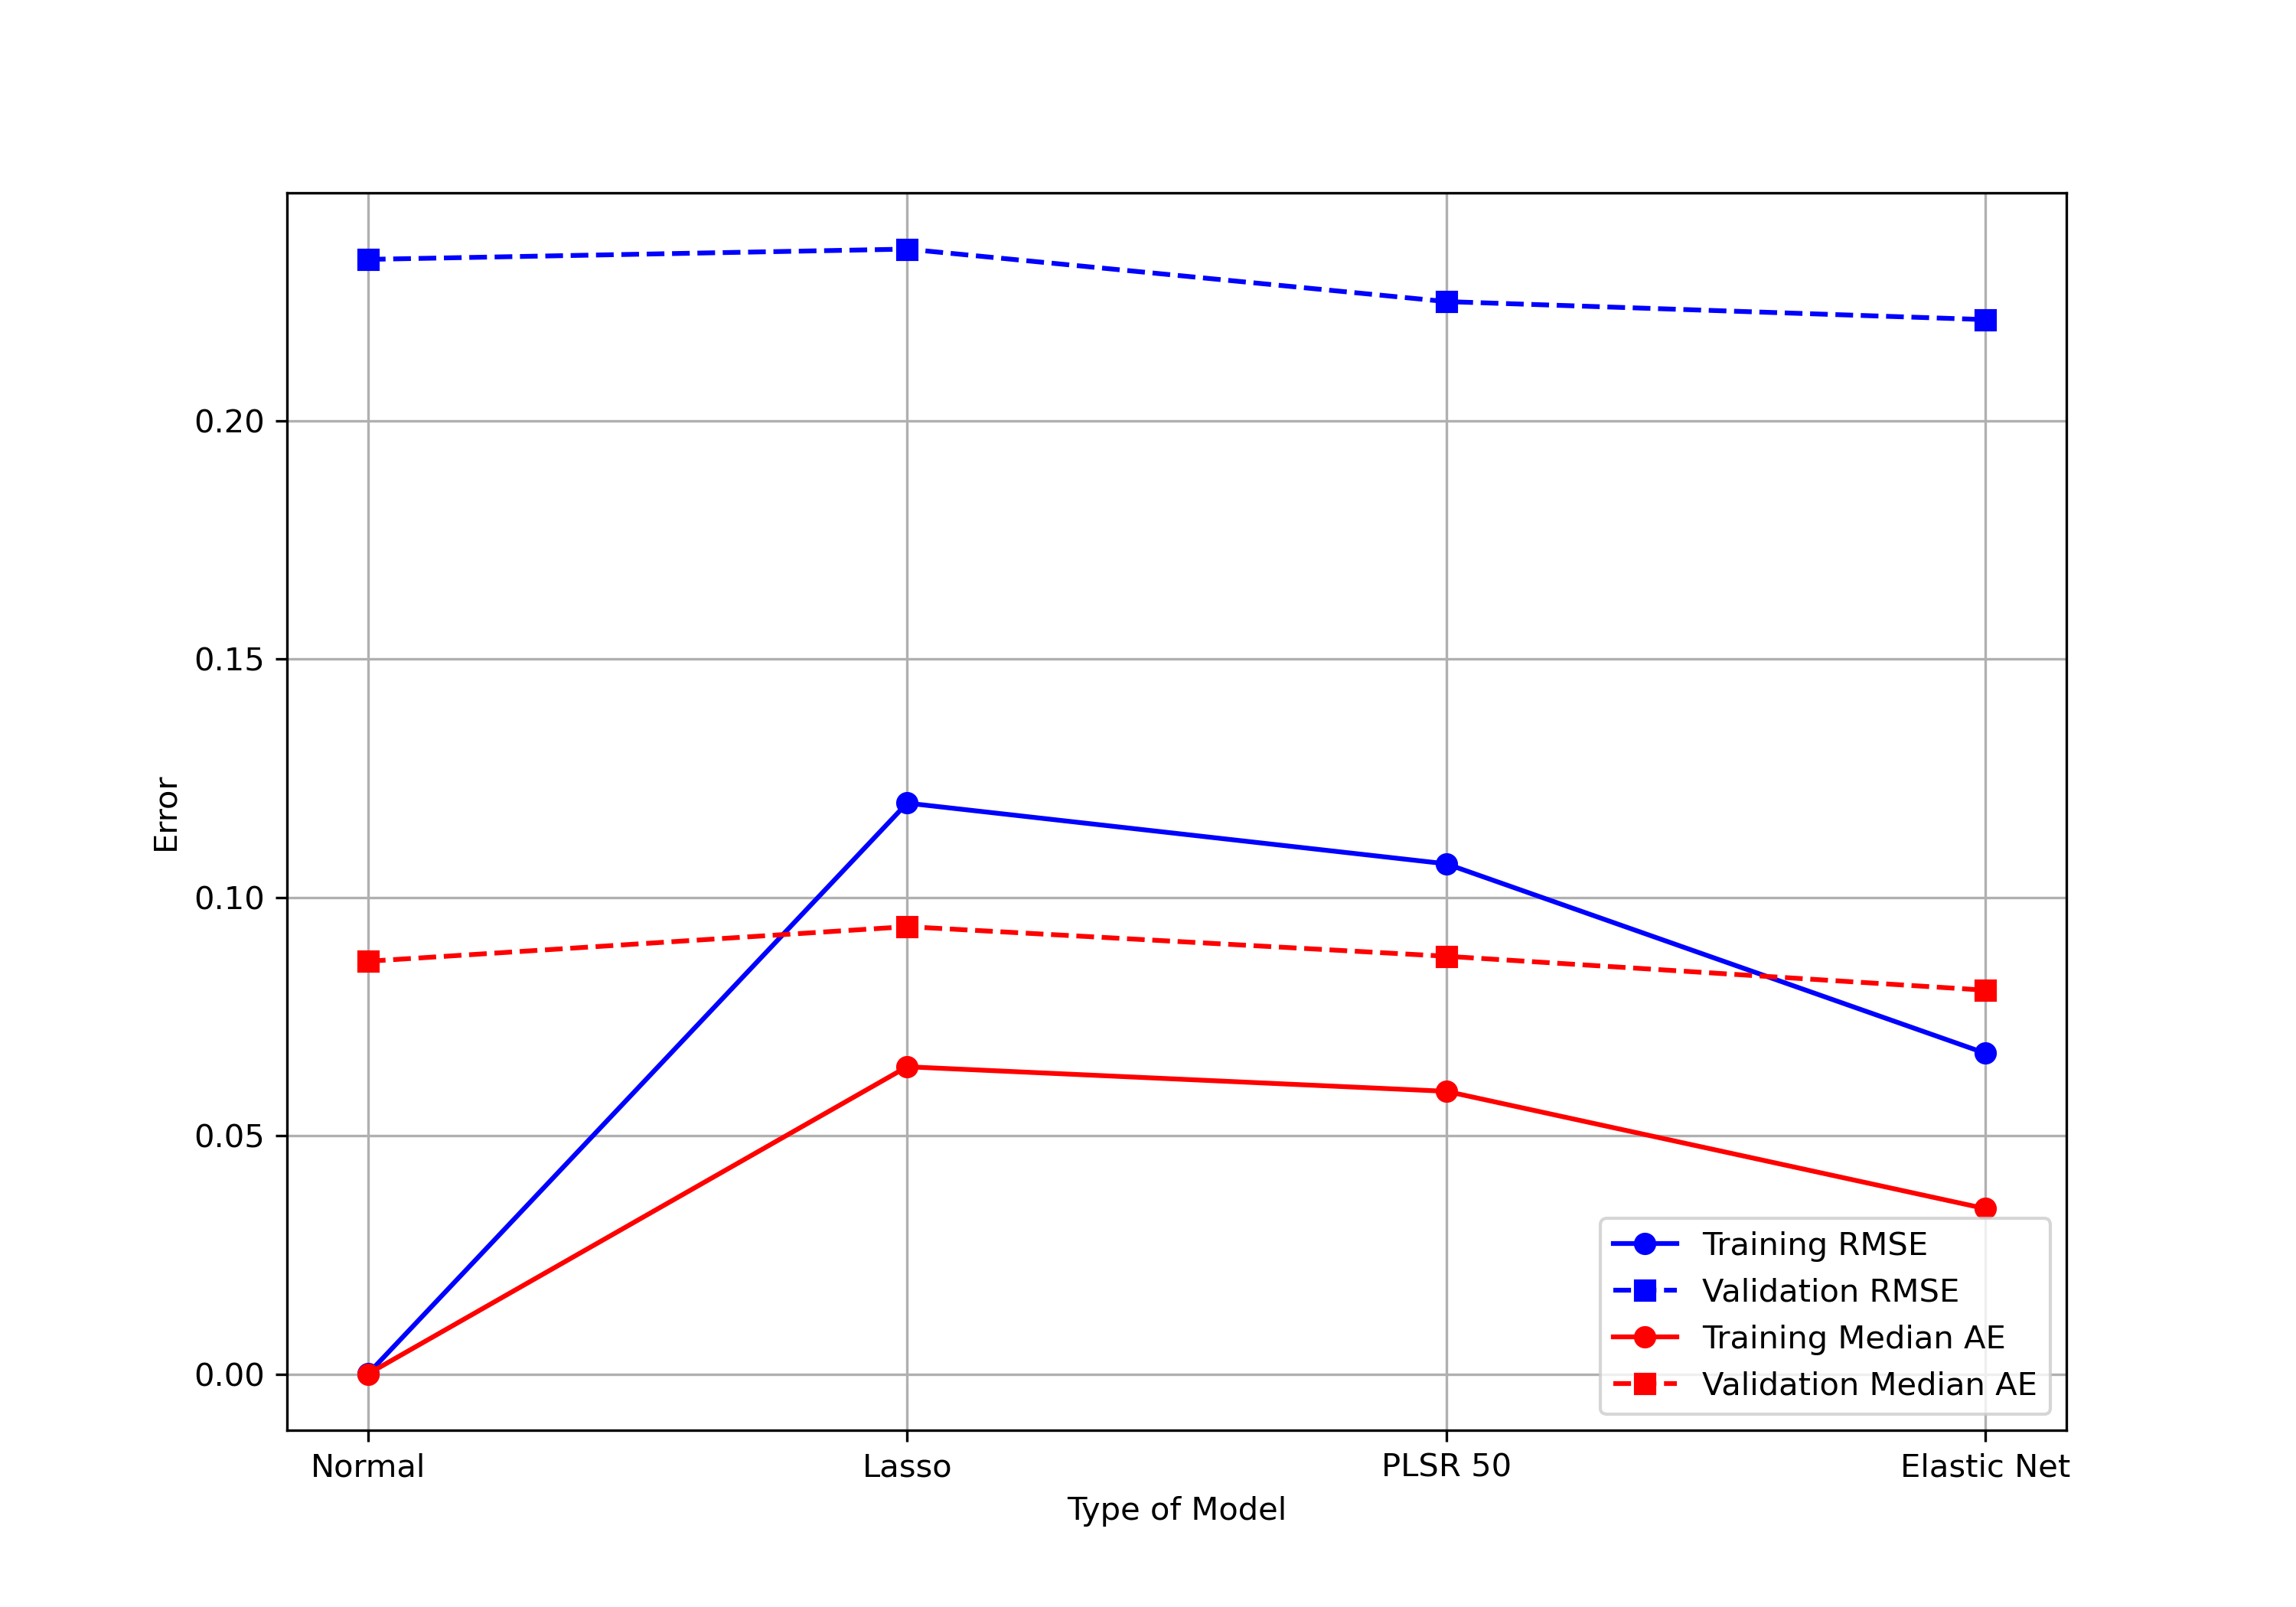 0.20
0.15
0.10
0.05
0.00
Error
Normal
Lasso
PLSR 50
Elastic Net
Type of Model
Training RMSE
Validation RMSE
Training Median AE
Validation Median AE